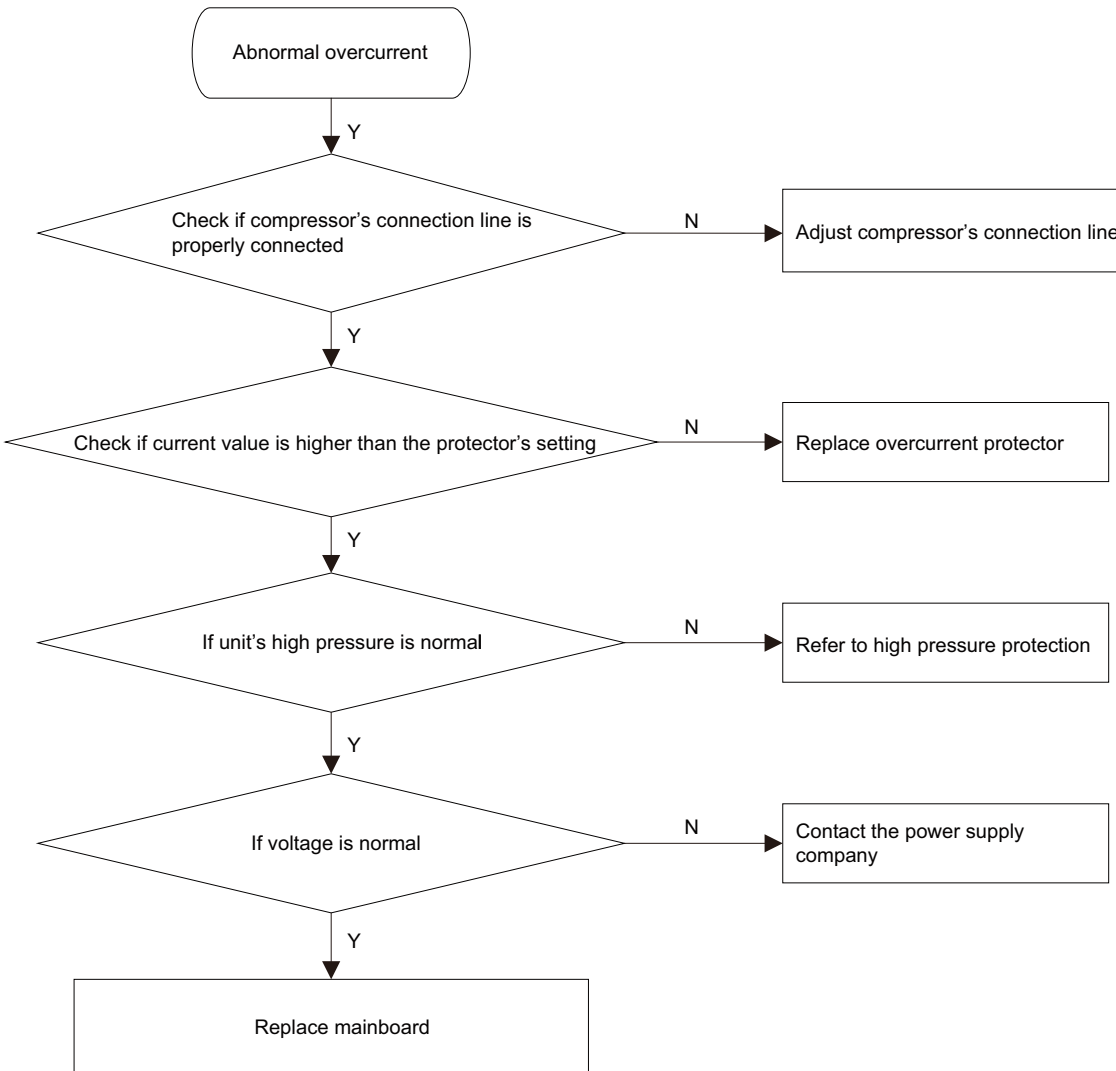 Abnormal overcurrent
Y
Check if compressor's connection line is
properly connected
N
Adjust compressor's connection line
Y
Check if current value is higher than the protector's setting
N
Replace overcurrent protector
Y
If unit's high pressure is normal
N
Refer to high pressure protection
Y
If voltage is normal
N
Contact the power supply
company
Y
Replace mainboard